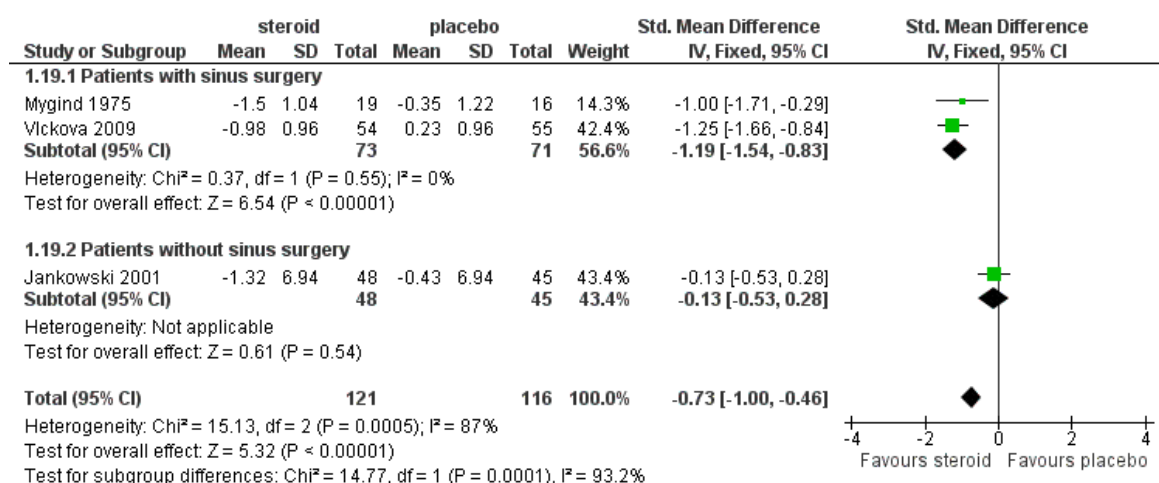 steroid placebo Std. Mean Difference Std. Mean Difference
Study or Subgroup Mean SD Total Mean SD Total Weight IV, Fixed, 95% CI IV, Fixed, 95% CI
1.19.1 Patients with sinus surgery
Mygind 1975 -1.5 1.04 19 -0.35 1.22 16 14.3% -1.00 [-1.71, -0.29]
Vlckova 2009 -0.98 0.96 54 0.23 0.96 55 42.4% -1.25 [-1.66, -0.84]
Subtotal (95% CI) 73 71 56.6% -1.19 [-1.54, -0.83]
Heterogeneity: Chi² = 0.37, df = 1 (P = 0.55); I² = 0%
Test for overall effect: Z = 6.54 (P < 0.00001)
1.19.2 Patients without sinus surgery
Jankowski 2001 -1.32 6.94 48 -0.43 6.94 45 43.4% -0.13 [-0.53, 0.28]
Subtotal (95% CI) 48 45 43.4% -0.13 [-0.53, 0.28]
Heterogeneity: Not applicable
Test for overall effect: Z = 0.61 (P = 0.54)
Total (95% CI) 121 116 100.0% -0.73 [-1.00, -0.46]
Heterogeneity: Chi² = 15.13, df = 2 (P = 0.0005); I² = 87%
Test for overall effect: Z = 5.32 (P < 0.00001)
Test for subgroup differences: Chi² = 14.77, df = 1 (P = 0.0001), I² = 93.2%
-4 -2 0 2 4
Favours steroid Favours placebo